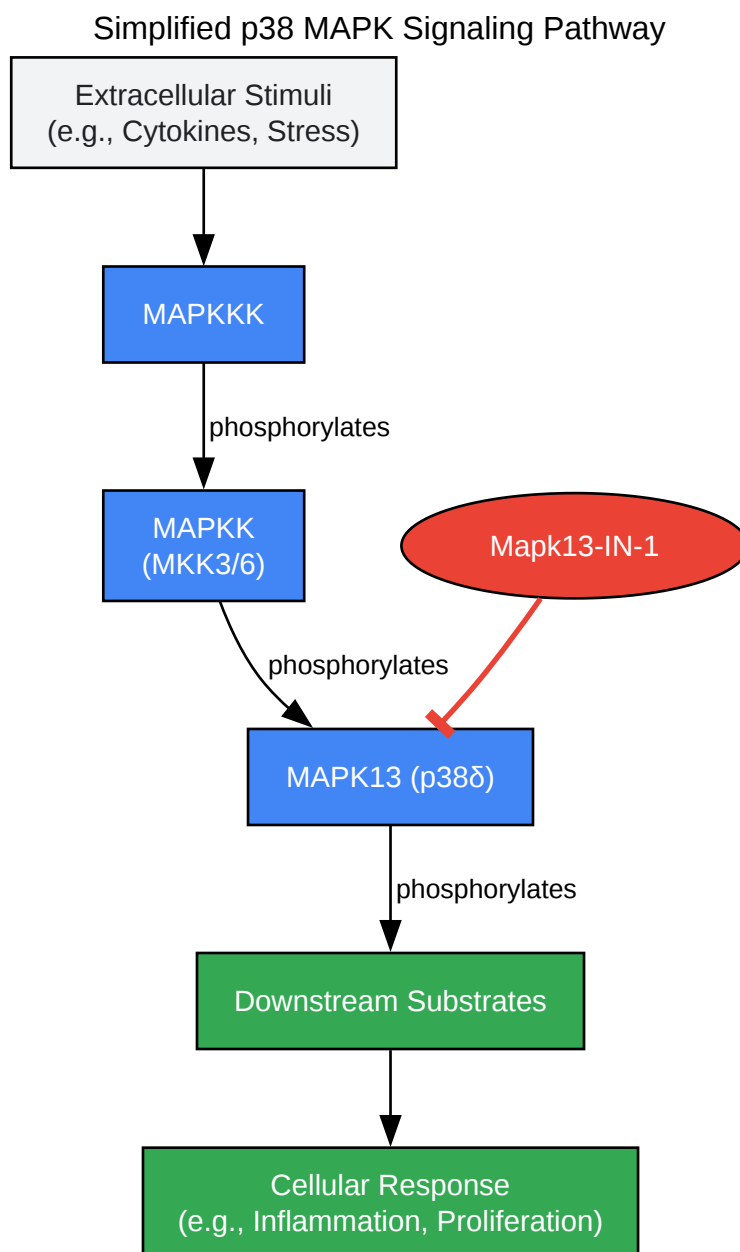 Simplified p38 MAPK Signaling Pathway
Extracellular Stimuli
(e.g., Cytokines, Stress)
MAPKKK
phosphorylates
MAPKK
(MKK3/6)
Mapk13-IN-1
phosphorylates
MAPK13 (p38δ)
phosphorylates
Downstream Substrates
Cellular Response
(e.g., Inflammation, Proliferation)